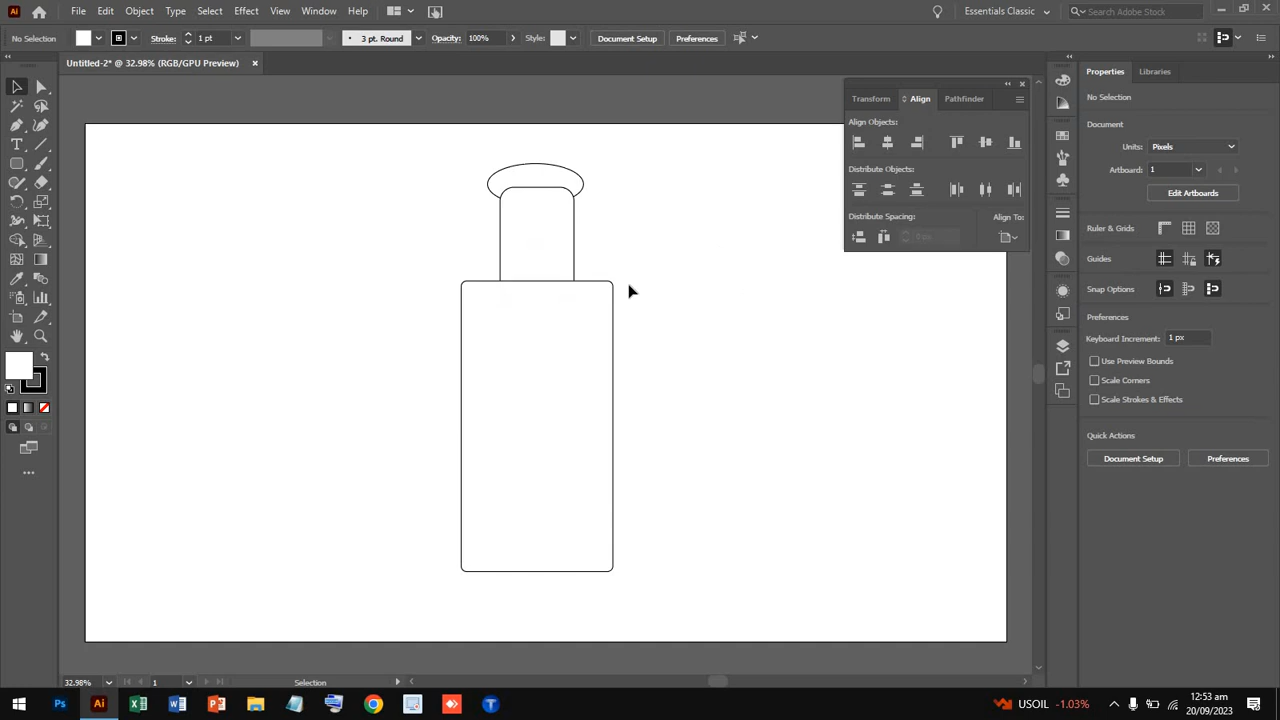 Ai File Edit Object Type Select Effect View Window Help Essentials Classic Search Adobe Stock
No Selection Stroke: 1 pt 3 pt. Round Opacity: 100% Style: Document Setup Preferences
Untitled-2* @ 32.98% (RGB/GPU Preview)
Properties Libraries
No Selection
Document
Units: Pixels
Artboard: 1
Edit Artboards
Ruler & Grids
Guides
Snap Options
Preferences
Keyboard Increment: 1 px
Use Preview Bounds
Scale Corners
Scale Strokes & Effects
Quick Actions
Document Setup Preferences
Transform Align Pathfinder
Align Objects:
Distribute Objects:
Distribute Spacing: Align To:
32.98% 1 Selection
Ps Ai USOIL -1.03% 12:53 am
20/09/2023